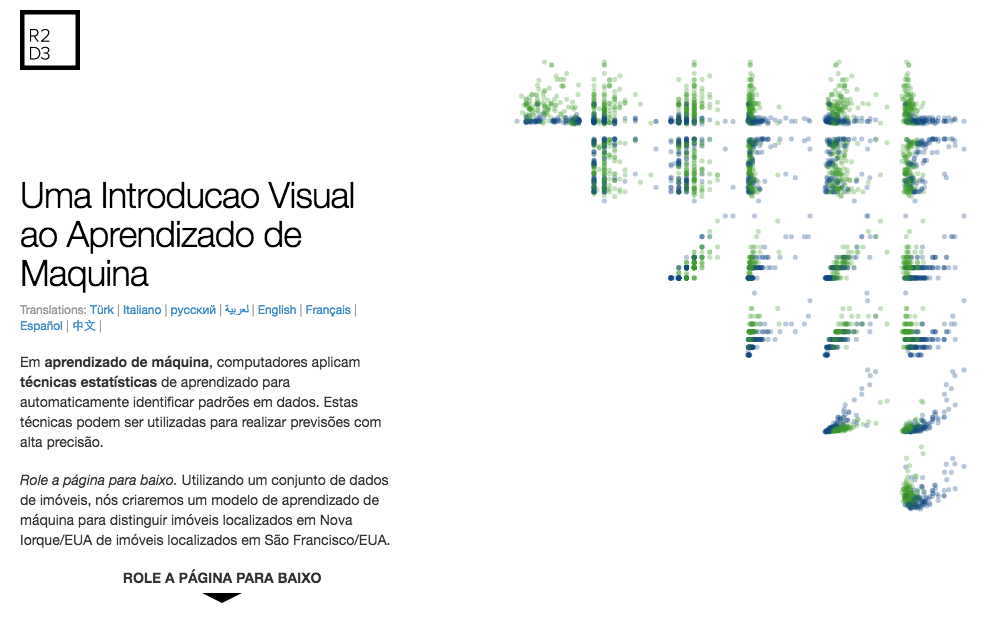 R2
D3
Uma Introducao Visual
ao Aprendizado de
Maquina
Translations: Türk | Italiano | русский | لعربية | English | Français |
Español | 中文 |
Em aprendizado de máquina, computadores aplicam
técnicas estatísticas de aprendizado para
automaticamente identificar padrões em dados. Estas
técnicas podem ser utilizadas para realizar previsões com
alta precisão.
Role a página para baixo. Utilizando um conjunto de dados
de imóveis, nós criaremos um modelo de aprendizado de
máquina para distinguir imóveis localizados em Nova
Iorque/EUA de imóveis localizados em São Francisco/EUA.
ROLE A PÁGINA PARA BAIXO